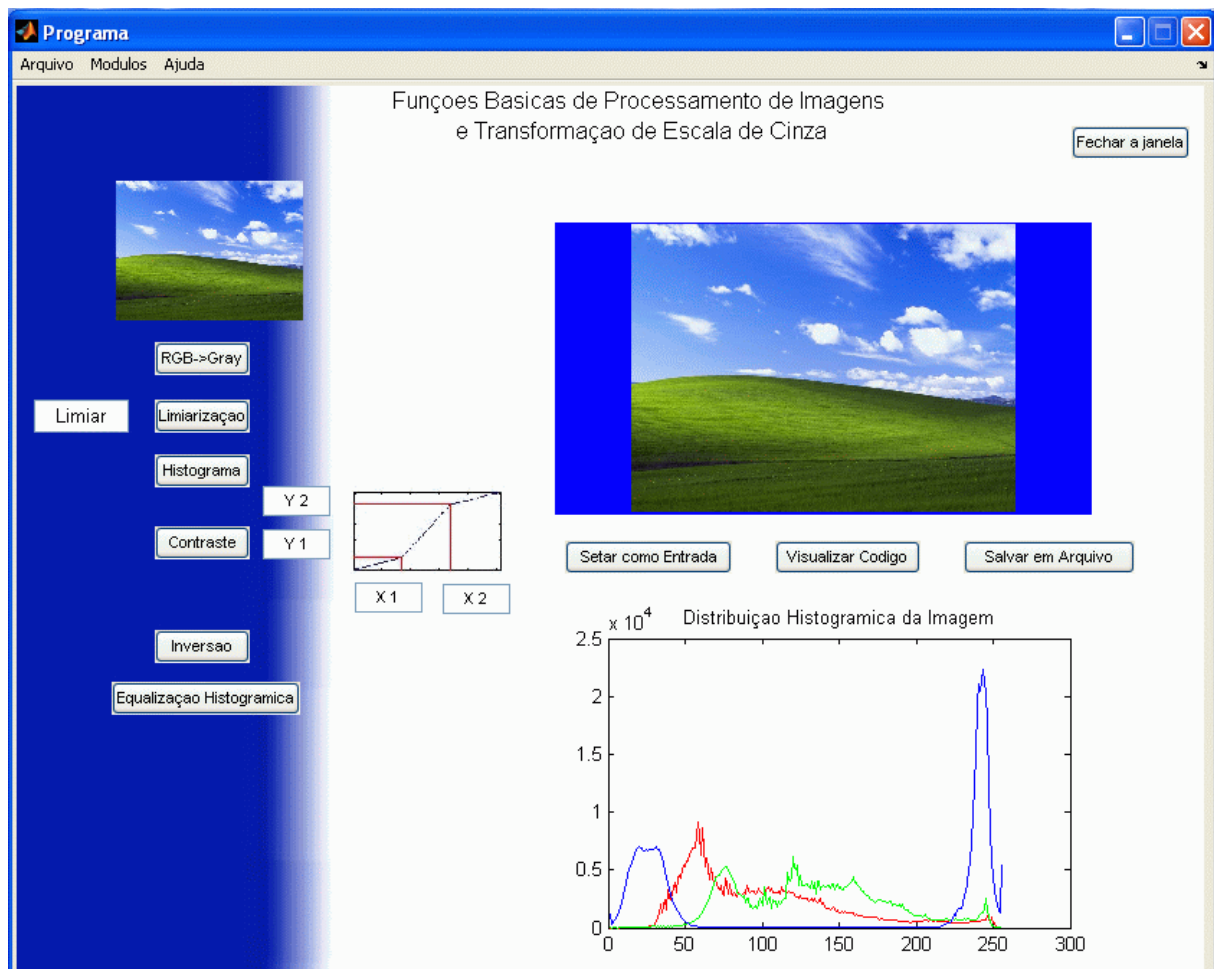 Programa
Arquivo Modulos Ajuda
Funçoes Basicas de Processamento de Imagens
e Transformaçao de Escala de Cinza
Fechar a janela
RGB->Gray
Limiar
Limiarizaçao
Histograma
Y 2
Contraste
Y 1
X 1
X 2
Inversao
Equalizaçao Histogramica
Setar como Entrada
Visualizar Codigo
Salvar em Arquivo
x 10^4
Distribuiçao Histogramica da Imagem
2.5
2
1.5
1
0.5
0
0 50 100 150 200 250 300